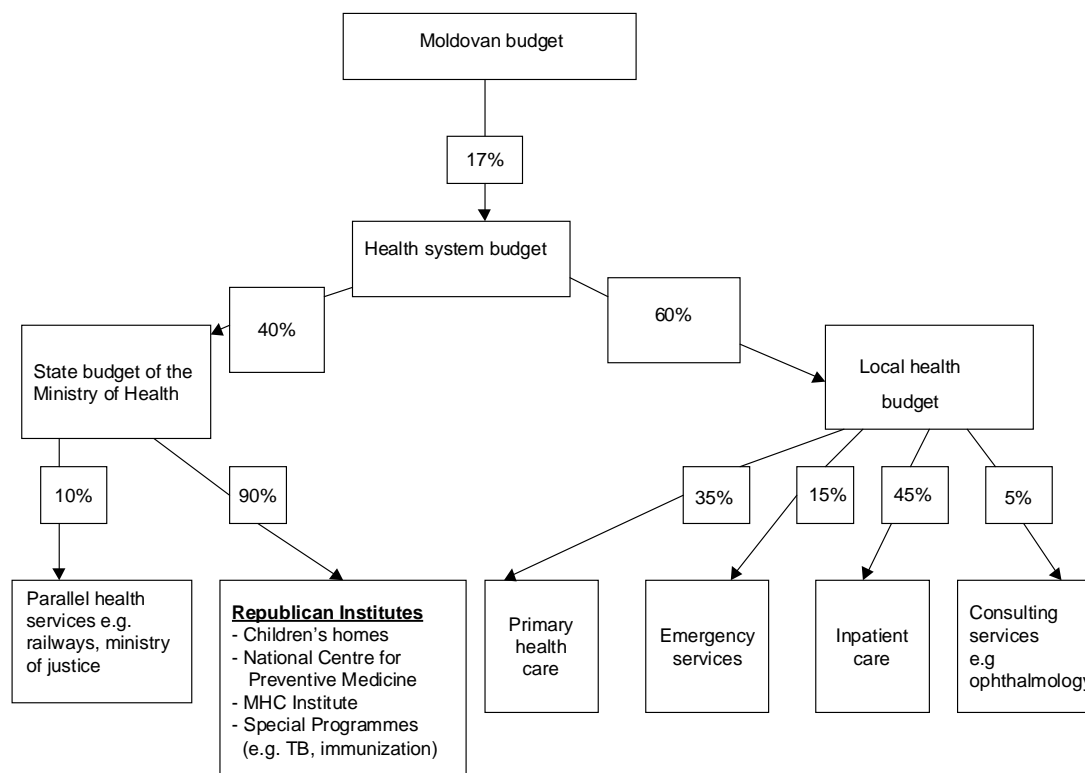 Moldovan budget
17%
Health system budget
40%
60%
State budget of the
Ministry of Health
Local health
budget
10%
90%
35%
15%
45%
5%
Parallel health
services e.g.
railways, ministry
of justice
Republican Institutes
- Children's homes
- National Centre for
Preventive Medicine
- MHC Institute
- Special Programmes
(e.g. TB, immunization)
Primary
health
care
Emergency
services
Inpatient
care
Consulting
services
e.g
ophthalmology